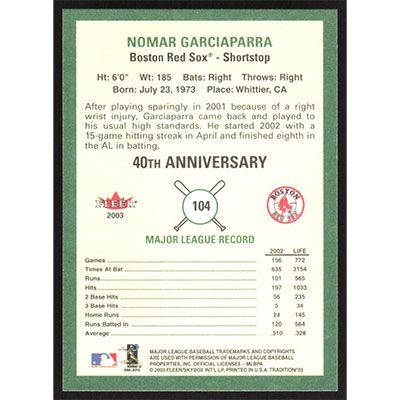 NOMAR GARCIAPARRA
Boston Red Sox® - Shortstop
Ht: 6'0" Wt: 185 Bats: Right Throws: Right
Born: July 23, 1973 Place: Whittier, CA
After playing sparingly in 2001 because of a right
wrist injury, Garciaparra came back and played to
his usual high standards. He started 2002 with a
15-game hitting streak in April and finished eighth in
the AL in batting.
40TH ANNIVERSARY
FLEER
2003
104
BOSTON
RED SOX
MAJOR LEAGUE RECORD
2002 LIFE
Games 156 772
Times At Bat 635 3154
Runs 101 565
Hits 197 1033
2 Base Hits 56 235
3 Base Hits 5 34
Home Runs 24 145
Runs Batted In 120 564
Average .310 .328
MAJOR LEAGUE BASEBALL TRADEMARKS AND COPYRIGHTS
ARE USED WITH PERMISSION OF MAJOR LEAGUE BASEBALL
PROPERTIES, INC. OFFICIAL LICENSEE - MLBPA
© 2003 FLEER/SKYBOX INT'L LP, PRINTED IN U.S.A. TRADITION'03